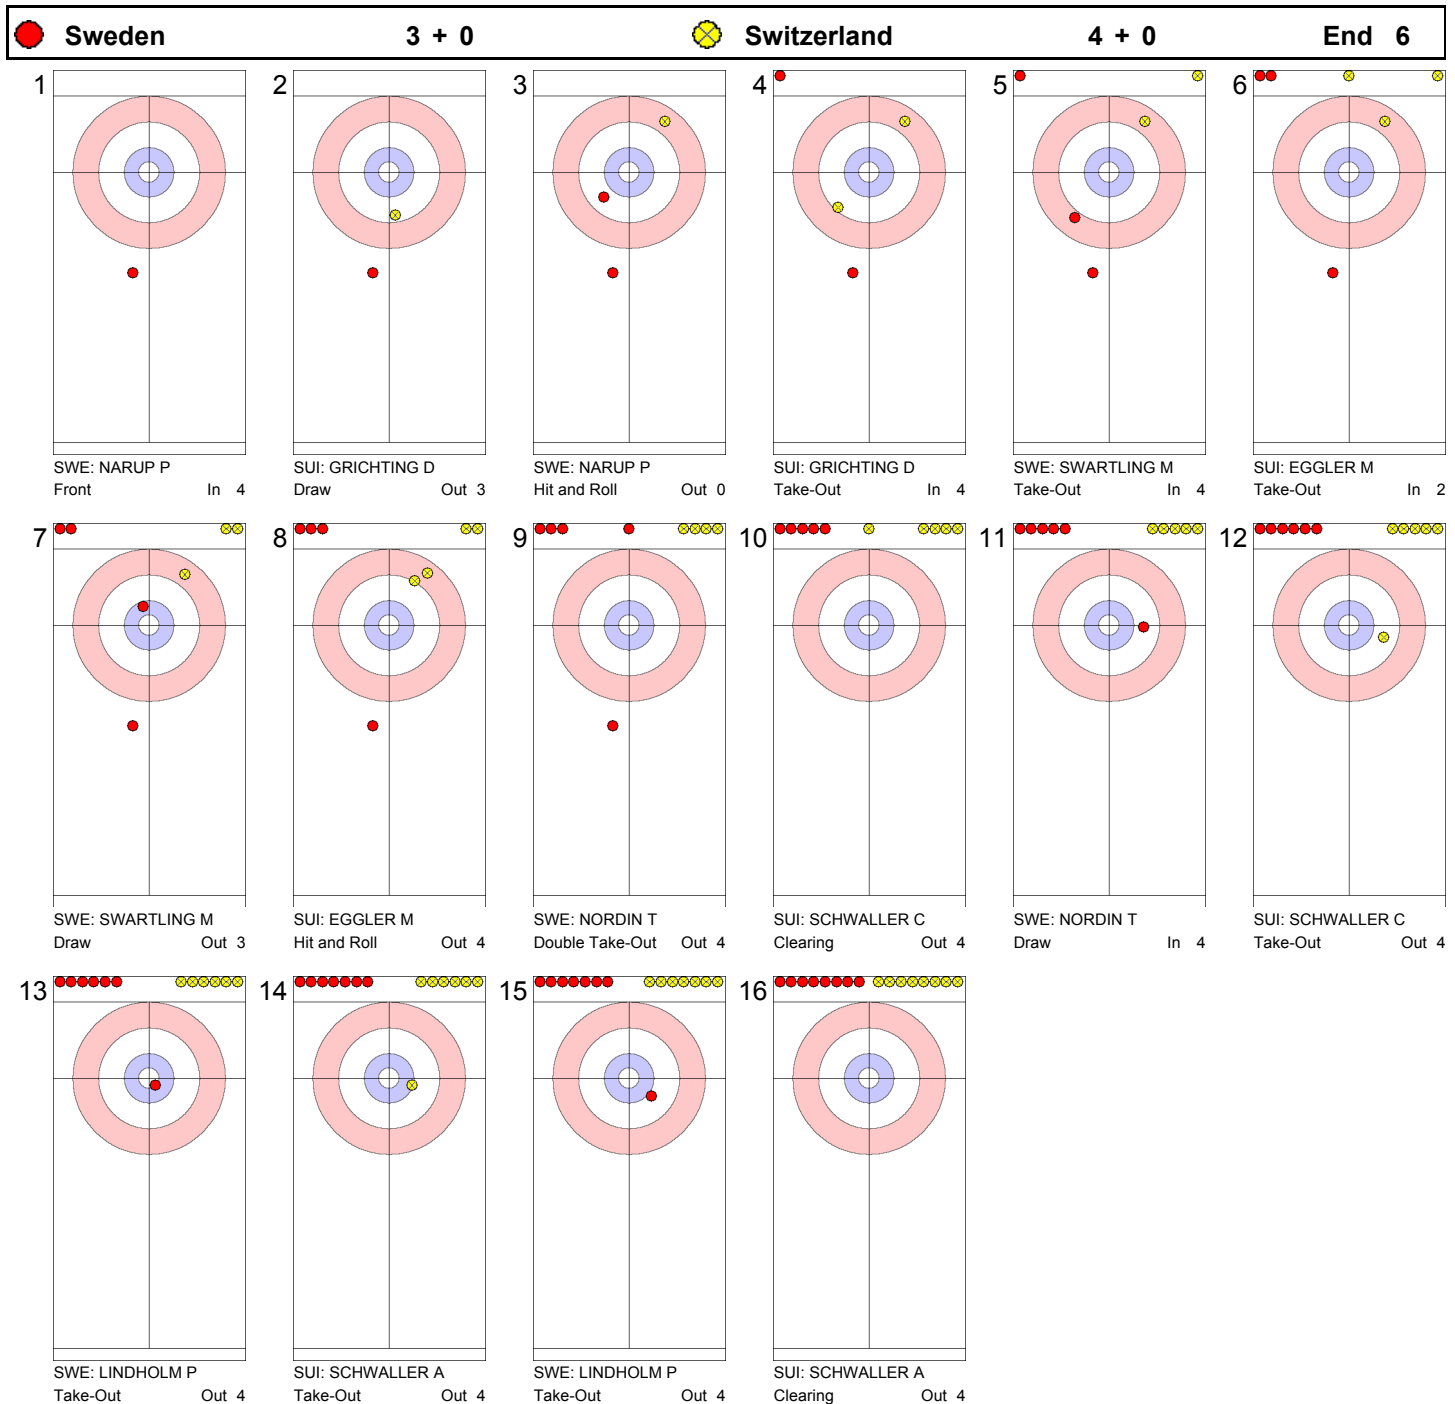 Sweden 3 + 0 Switzerland 4 + 0 End 6
1 2 3 4 5 6
SWE: NARUP P SUI: GRICHTING D SWE: NARUP P SUI: GRICHTING D SWE: SWARTLING M SUI: EGGLER M
Front In 4 Draw Out 3 Hit and Roll Out 0 Take-Out In 4 Take-Out In 4 Take-Out In 2
7 8 9 10 11 12
SWE: SWARTLING M SUI: EGGLER M SWE: NORDIN T SUI: SCHWALLER C SWE: NORDIN T SUI: SCHWALLER C
Draw Out 3 Hit and Roll Out 4 Double Take-Out Out 4 Clearing Out 4 Draw In 4 Take-Out Out 4
13 14 15 16
SWE: LINDHOLM P SUI: SCHWALLER A SWE: LINDHOLM P SUI: SCHWALLER A
Take-Out Out 4 Take-Out Out 4 Take-Out Out 4 Clearing Out 4